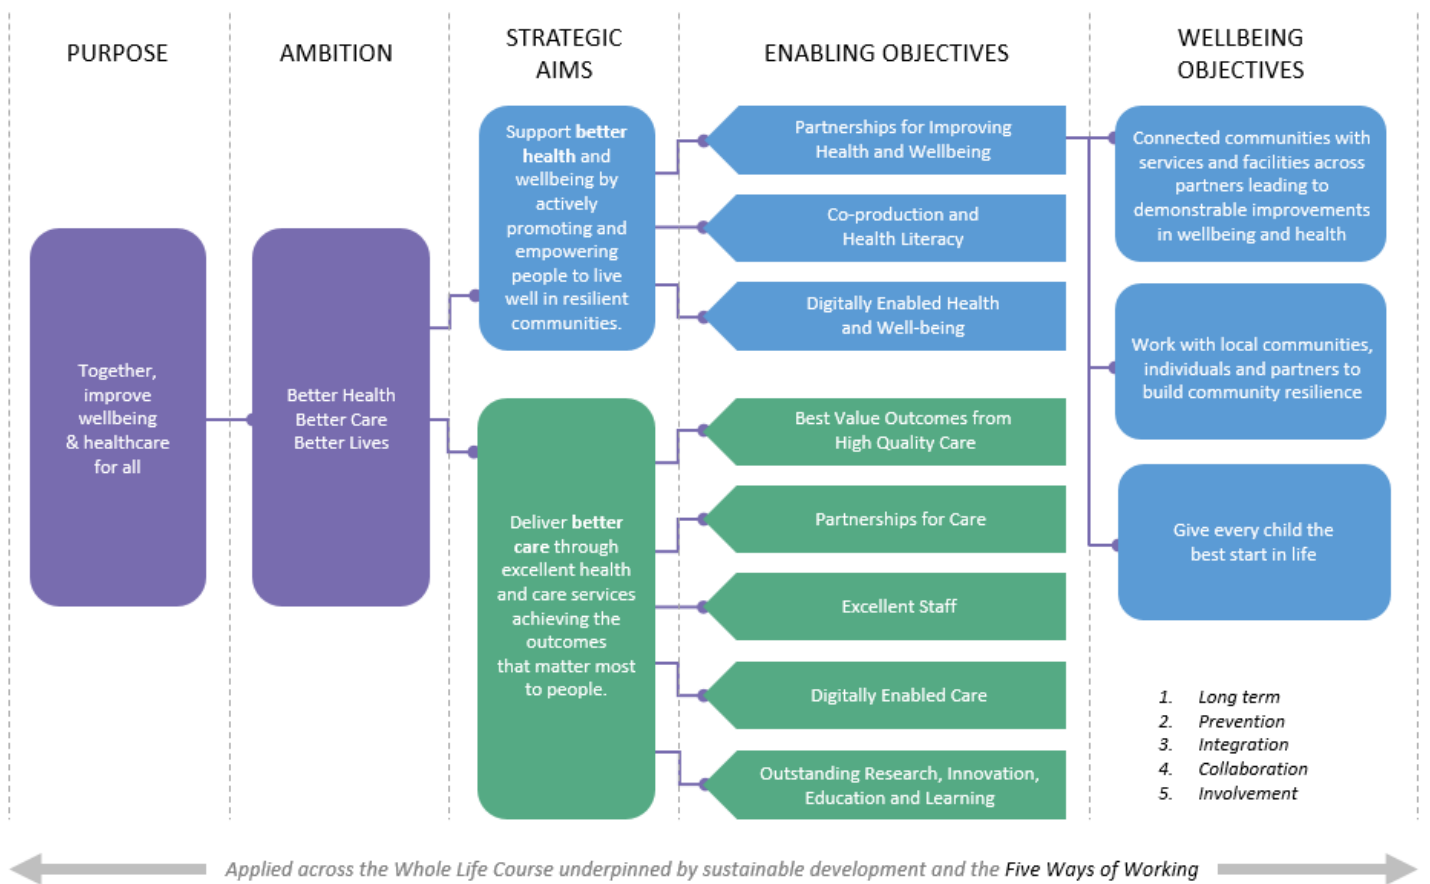 PURPOSE
AMBITION
STRATEGIC
AIMS
ENABLING OBJECTIVES
WELLBEING
OBJECTIVES
Together,
improve
wellbeing
& healthcare
for all
Better Health
Better Care
Better Lives
Support better
health and
wellbeing by
actively
promoting and
empowering
people to live
well in resilient
communities.
Deliver better
care through
excellent health
and care services
achieving the
outcomes
that matter most
to people.
Partnerships for Improving
Health and Wellbeing
Co-production and
Health Literacy
Digitally Enabled Health
and Well-being
Best Value Outcomes from
High Quality Care
Partnerships for Care
Excellent Staff
Digitally Enabled Care
Outstanding Research, Innovation,
Education and Learning
Connected communities with
services and facilities across
partners leading to
demonstrable improvements
in wellbeing and health
Work with local communities,
individuals and partners to
build community resilience
Give every child the
best start in life
1. Long term
2. Prevention
3. Integration
4. Collaboration
5. Involvement
Applied across the Whole Life Course underpinned by sustainable development and the Five Ways of Working